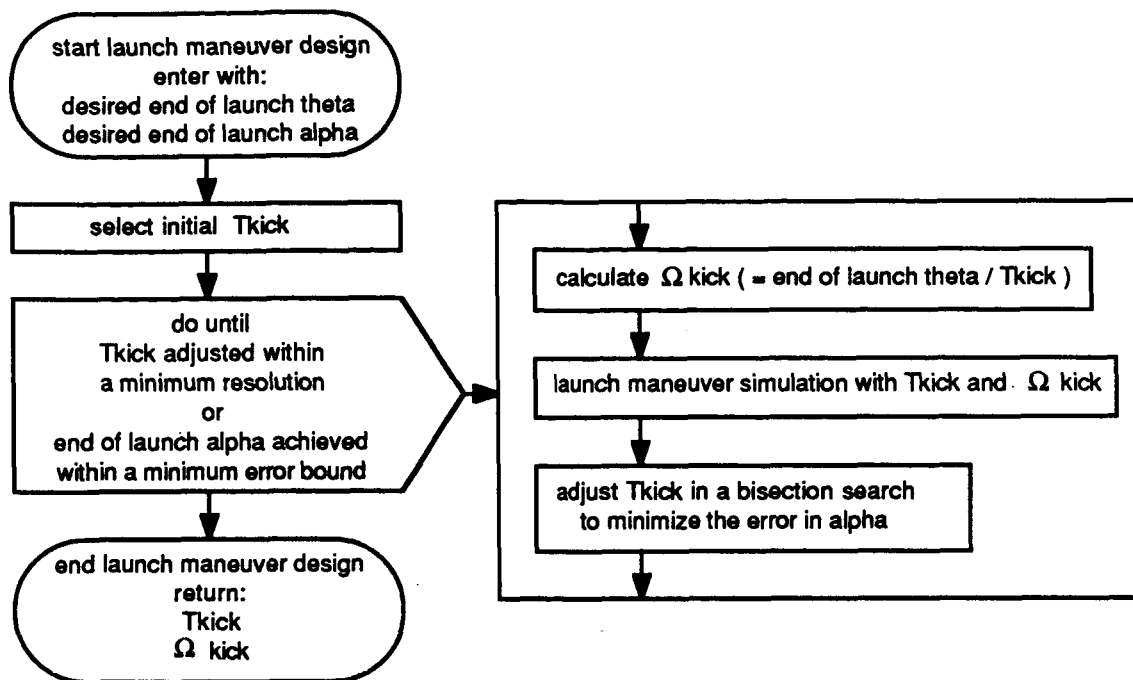 start launch maneuver design
enter with:
desired end of launch theta
desired end of launch alpha
select initial Tkick
do until
Tkick adjusted within
a minimum resolution
or
end of launch alpha achieved
within a minimum error bound
end launch maneuver design
return:
Tkick
Ω kick
calculate Ω kick ( = end of launch theta / Tkick )
launch maneuver simulation with Tkick and Ω kick
adjust Tkick in a bisection search
to minimize the error in alpha